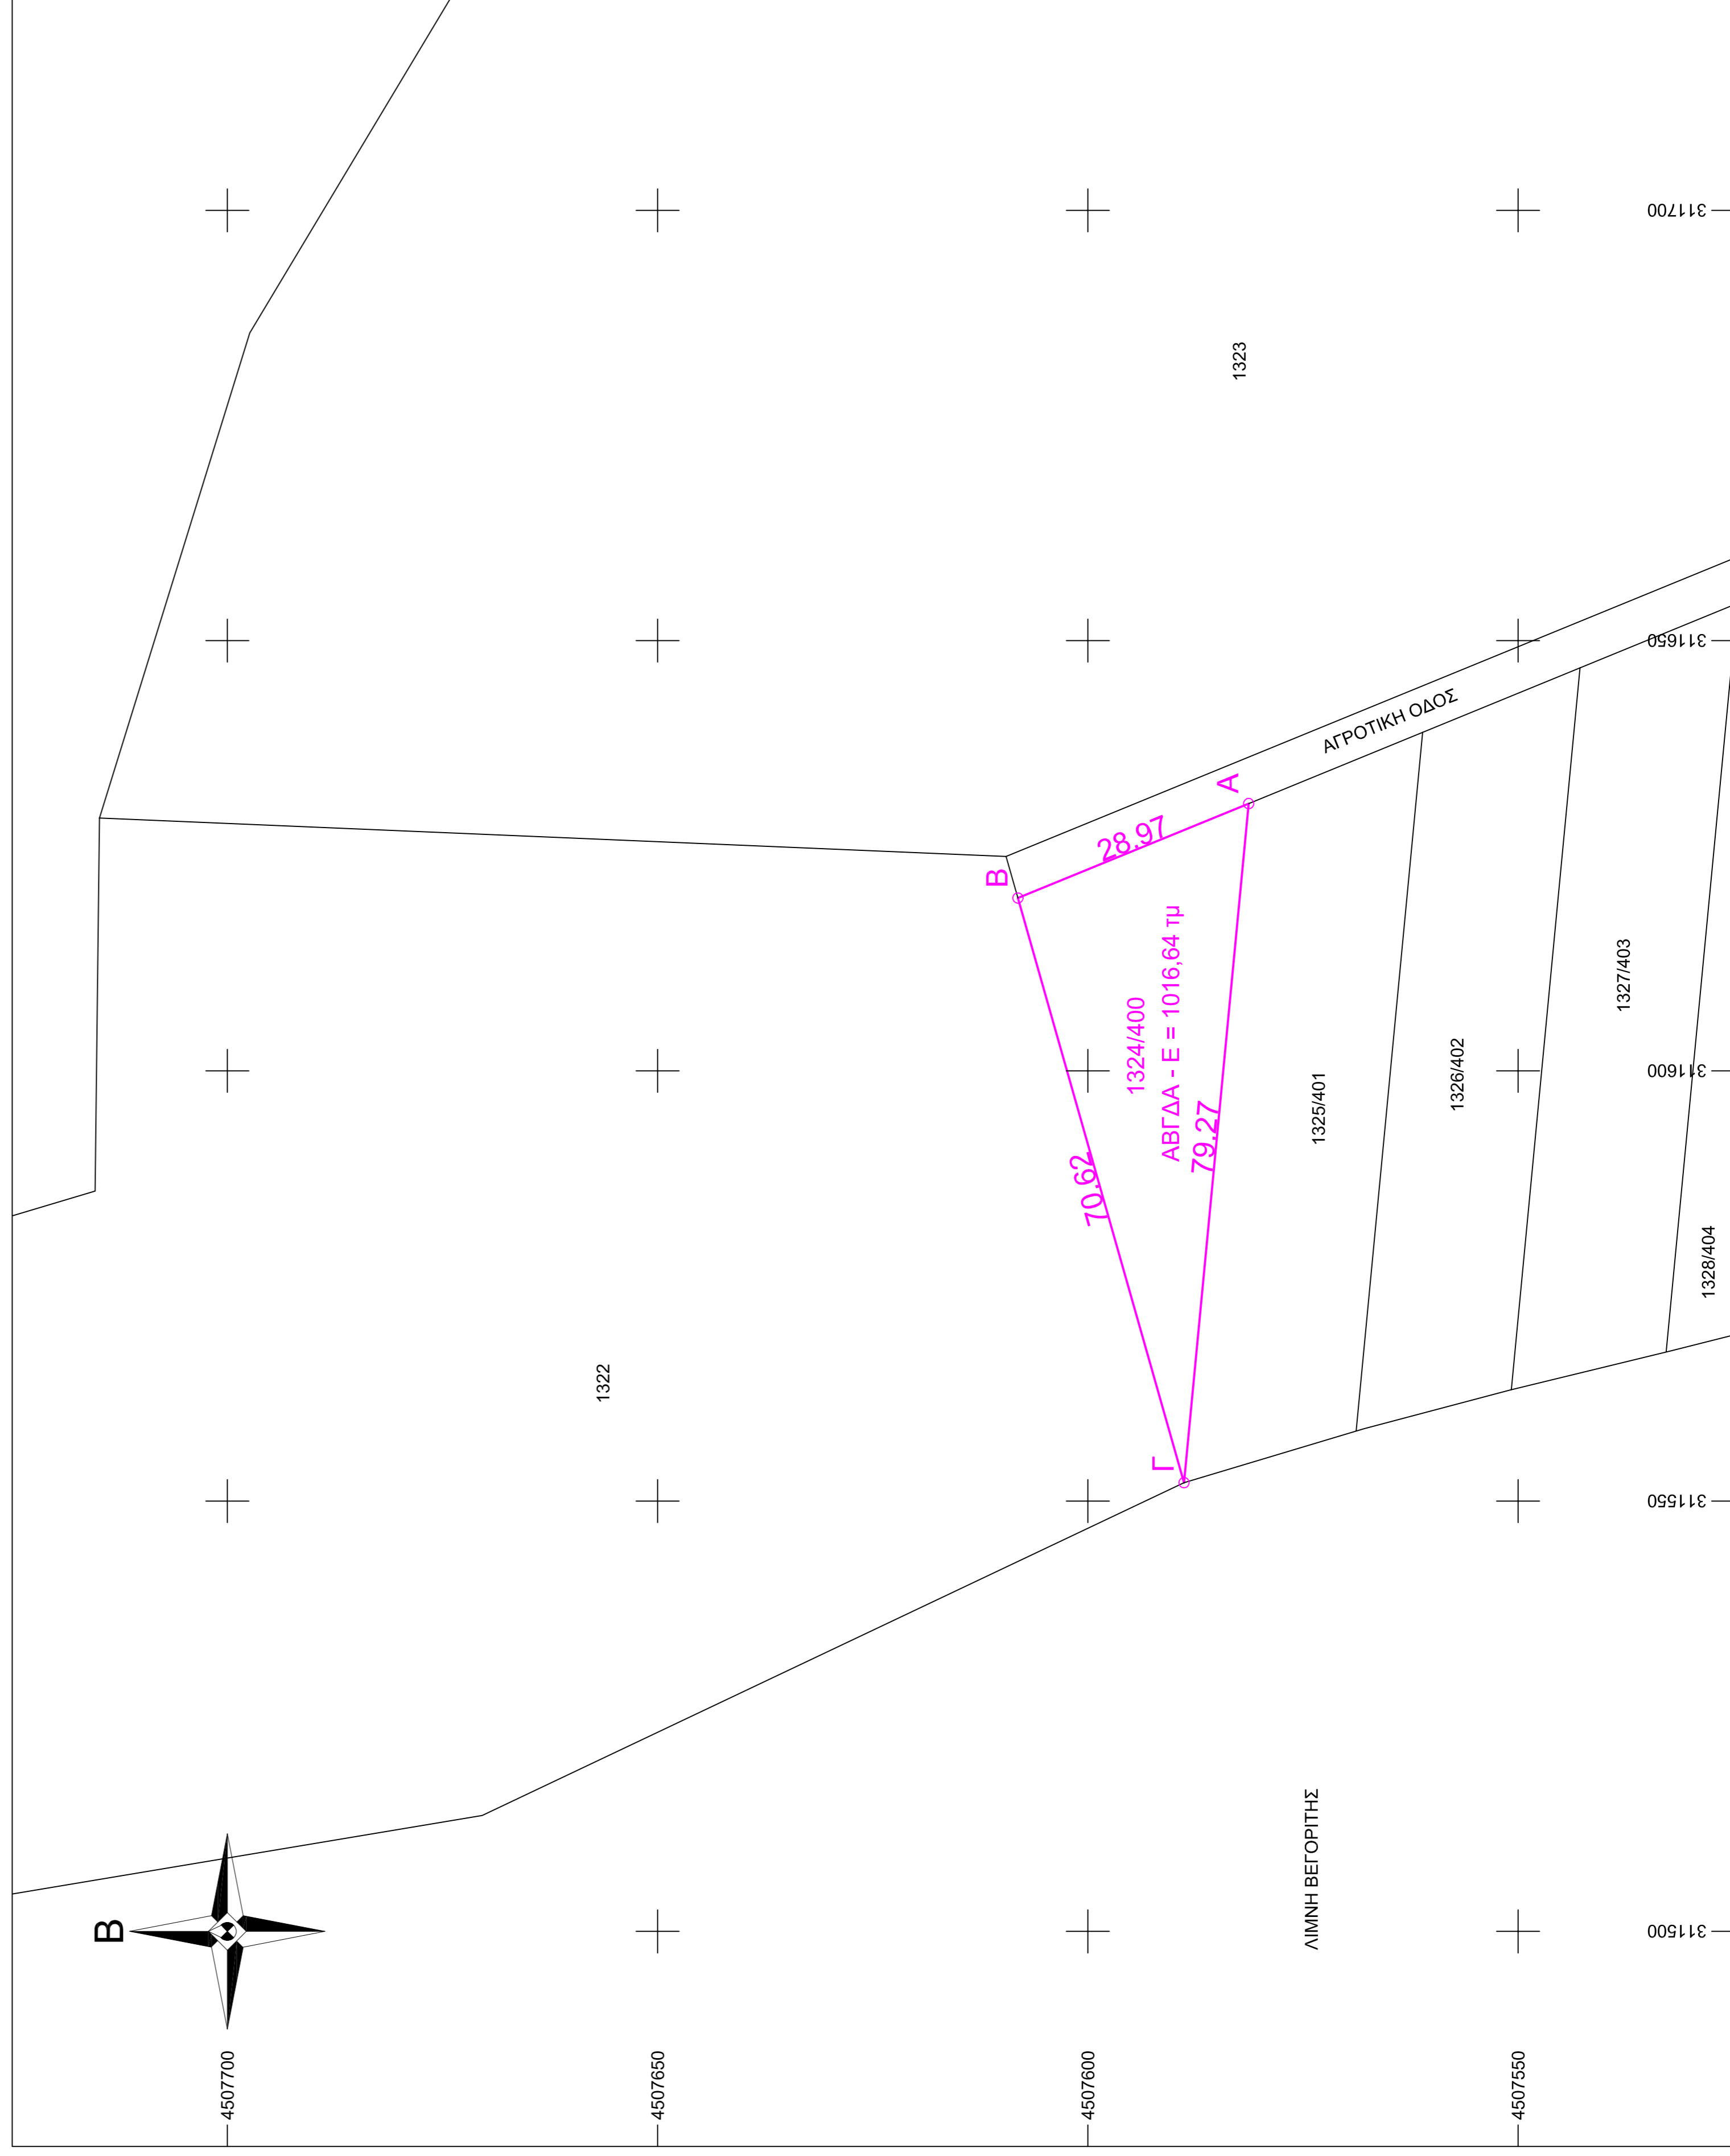 311700
1323
311650
ΑΓΡΟΤΙΚΗ ΟΔΟΣ
Α
28.97
Β
1324/400
ΑΒΓΔΑ - Ε = 1016,64 τμ
79.27
70.62
1327/403
1326/402
1325/401
311600
1328/404
1322
Γ
311550
ΛΙΜΝΗ ΒΕΓΟΡΙΤΗΣ
Β
311500
4507700
4507650
4507600
4507550